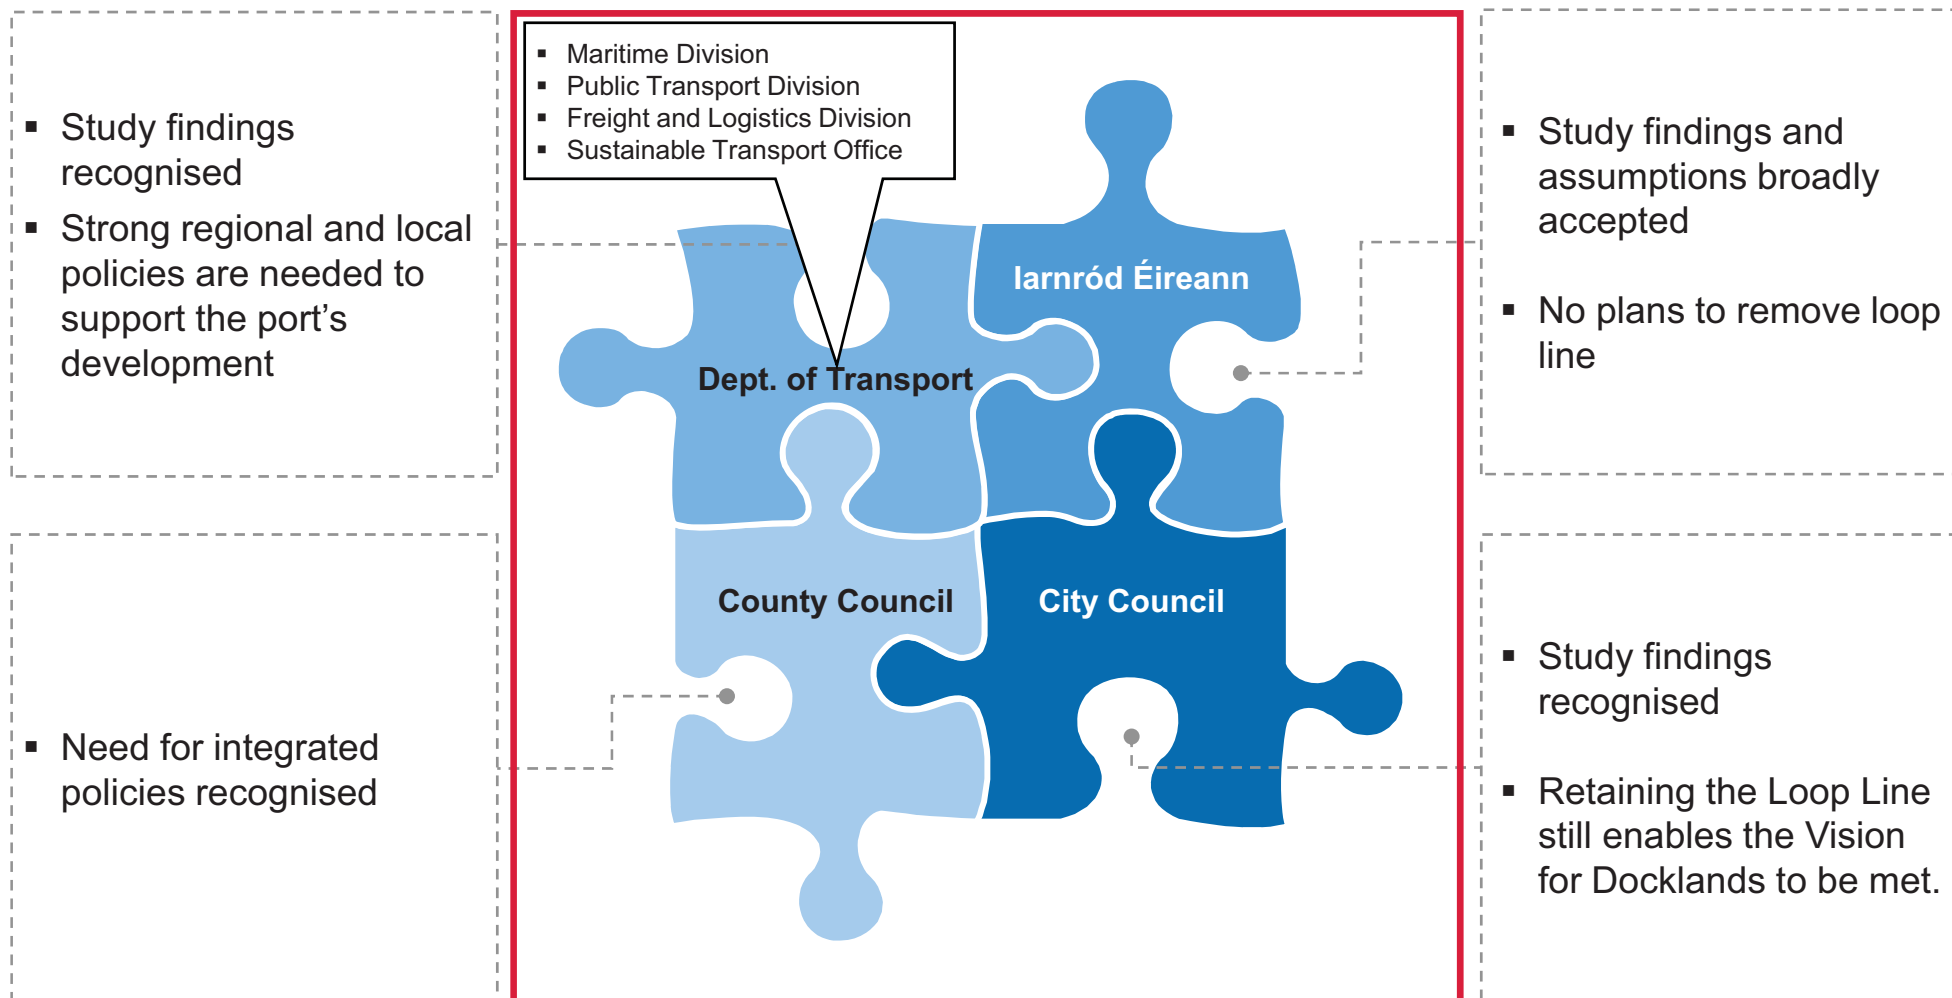 ▪ Study findings
recognised
▪ Strong regional and local
policies are needed to
support the port's
development
▪ Maritime Division
▪ Public Transport Division
▪ Freight and Logistics Division
▪ Sustainable Transport Office
Dept. of Transport
Iarnród Éireann
▪ Study findings and
assumptions broadly
accepted
▪ No plans to remove loop
line
▪ Need for integrated
policies recognised
County Council
City Council
▪ Study findings
recognised
▪ Retaining the Loop Line
still enables the Vision
for Docklands to be met.